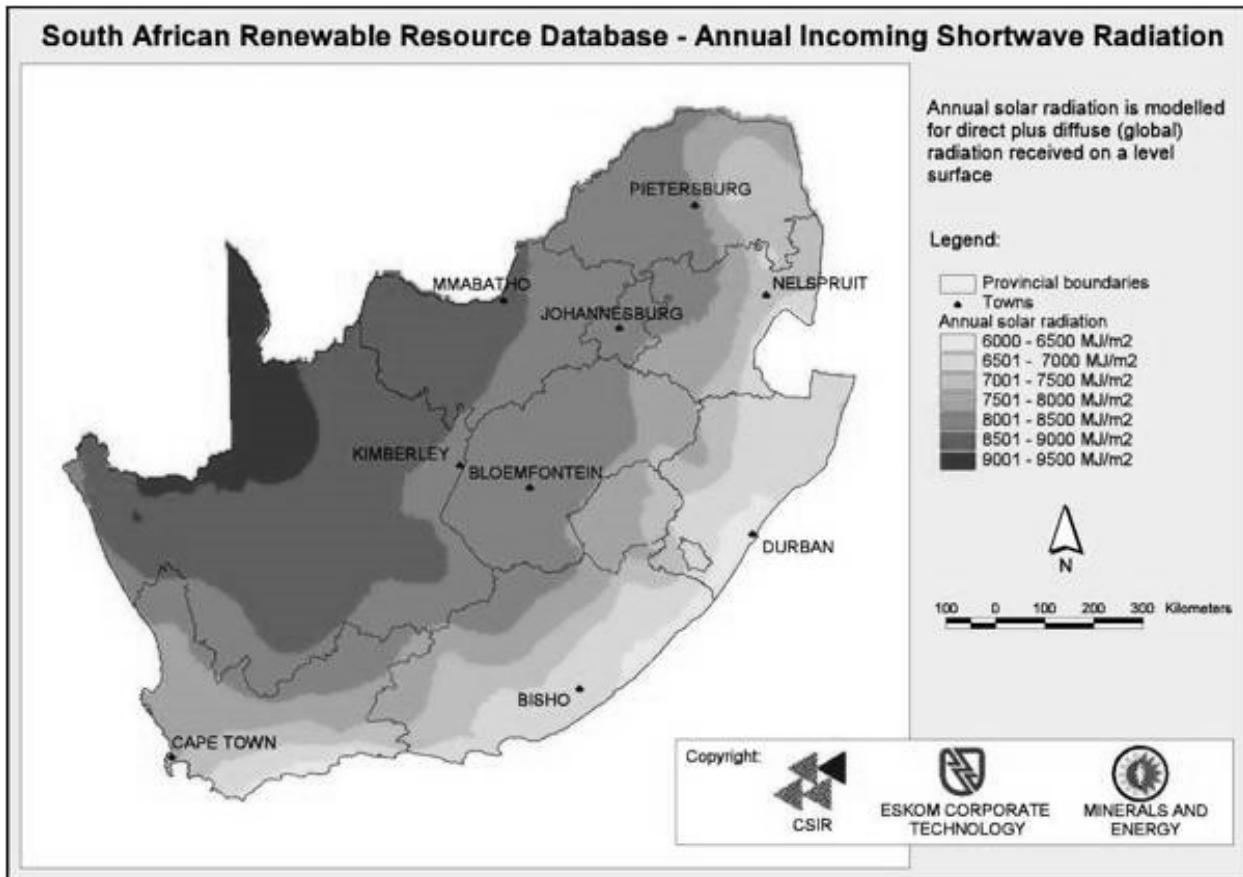 South African Renewable Resource Database - Annual Incoming Shortwave Radiation
Annual solar radiation is modelled
for direct plus diffuse (global)
radiation received on a level
surface
Legend:
Provincial boundaries
Towns
Annual solar radiation
6000 - 6500 MJ/m2
6501 - 7000 MJ/m2
7001 - 7500 MJ/m2
7501 - 8000 MJ/m2
8001 - 8500 MJ/m2
8501 - 9000 MJ/m2
9001 - 9500 MJ/m2
N
100 0 100 200 300 Kilometers
PIETERSBURG
MMABATHO
NELSPRUIT
JOHANNESBURG
KIMBERLEY
BLOEMFONTEIN
DURBAN
BISHO
CAPE TOWN
Copyright:
CSIR
ESKOM CORPORATE
TECHNOLOGY
MINERALS AND
ENERGY